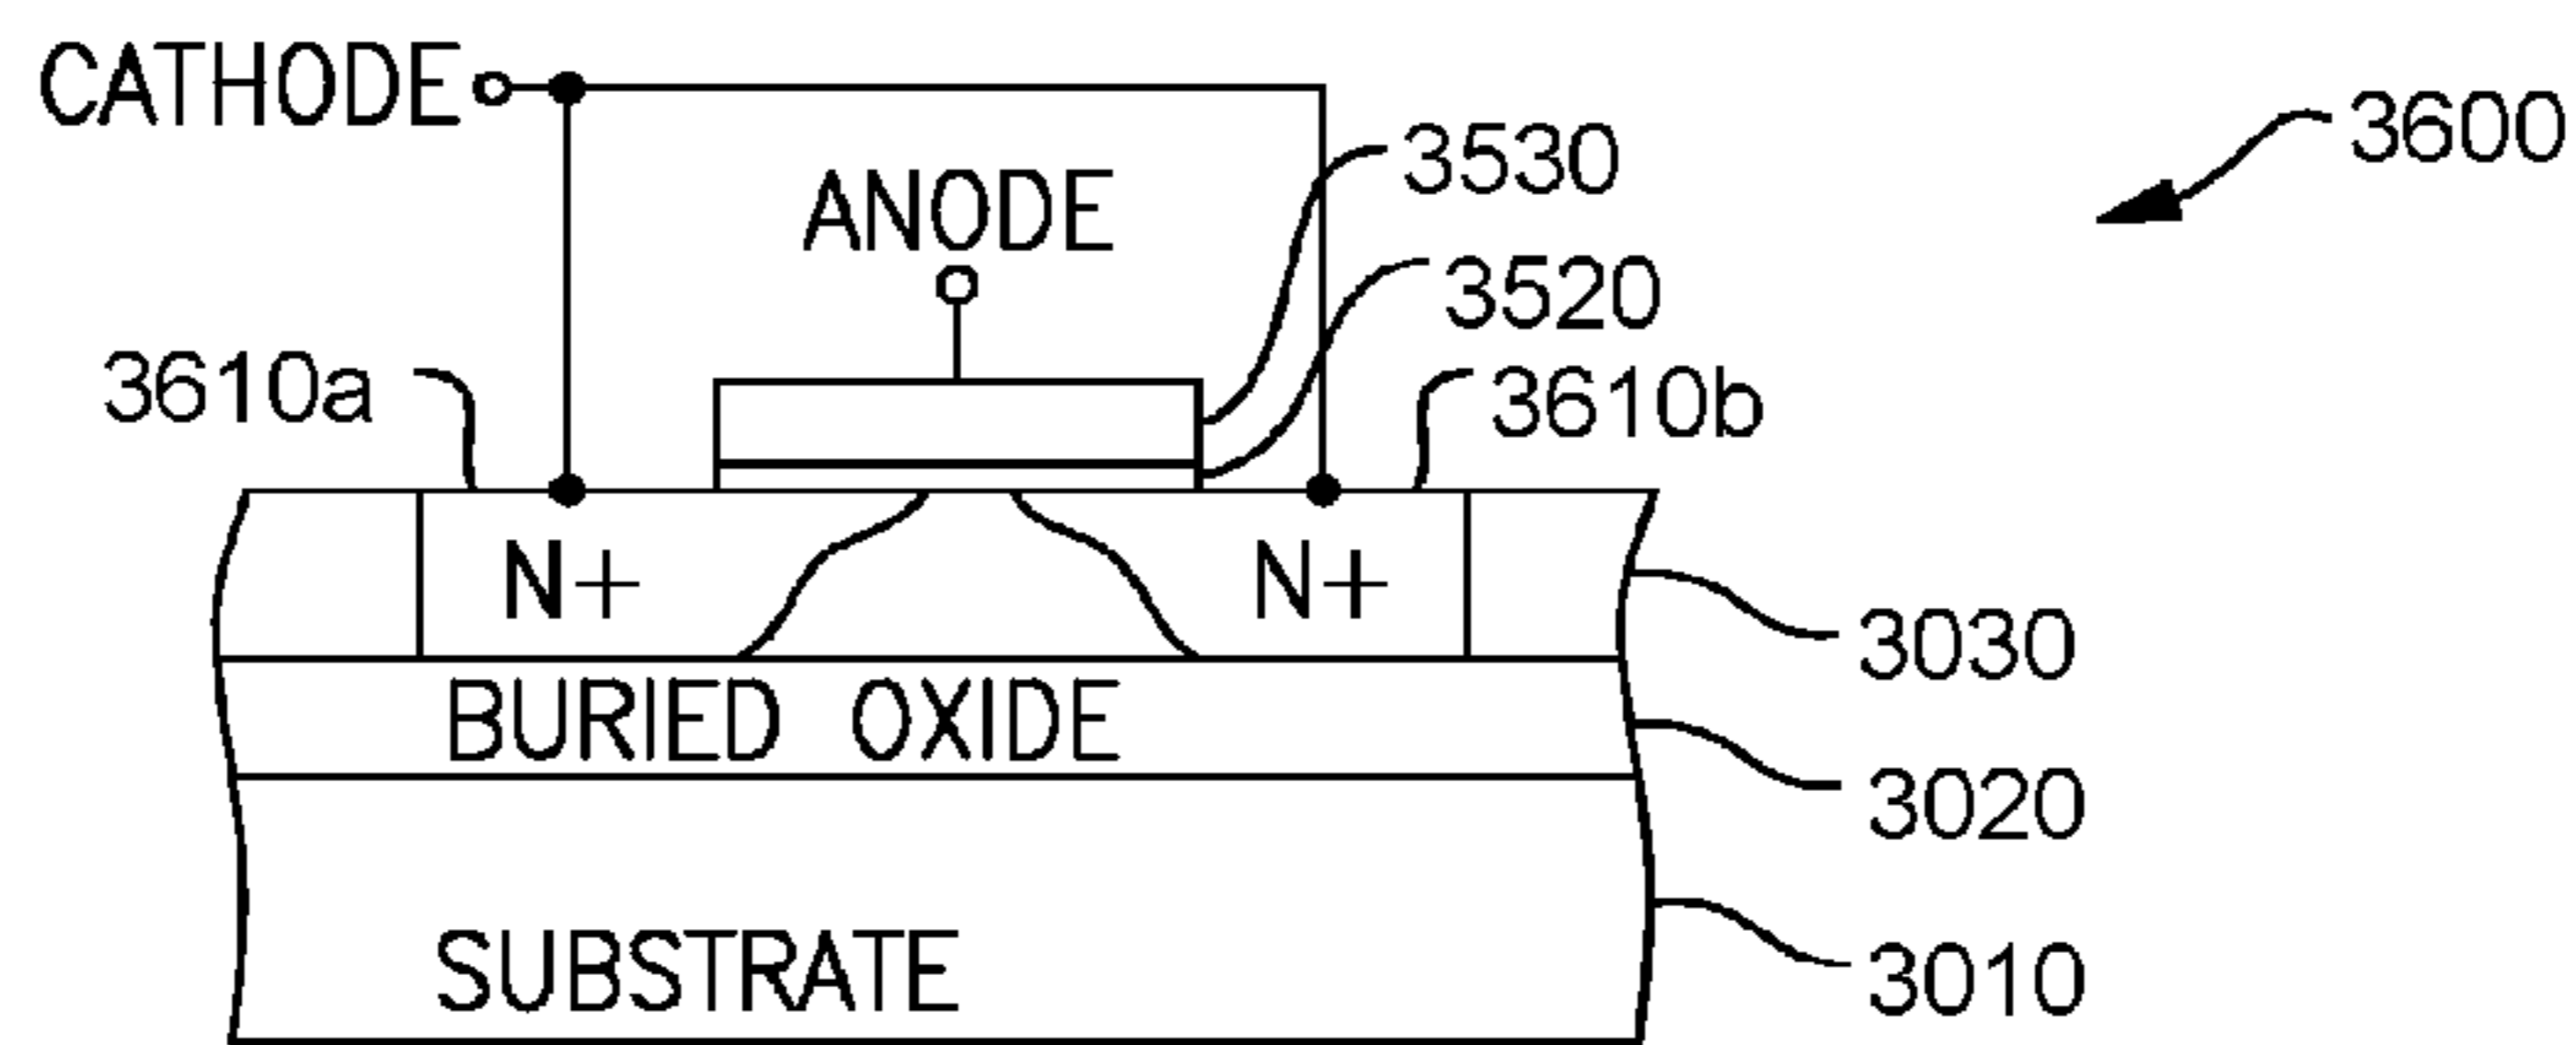 CATHODE
3600
3530
ANODE
3520
3610a
3610b
N+ N+
3030
BURIED OXIDE
3020
SUBSTRATE
3010